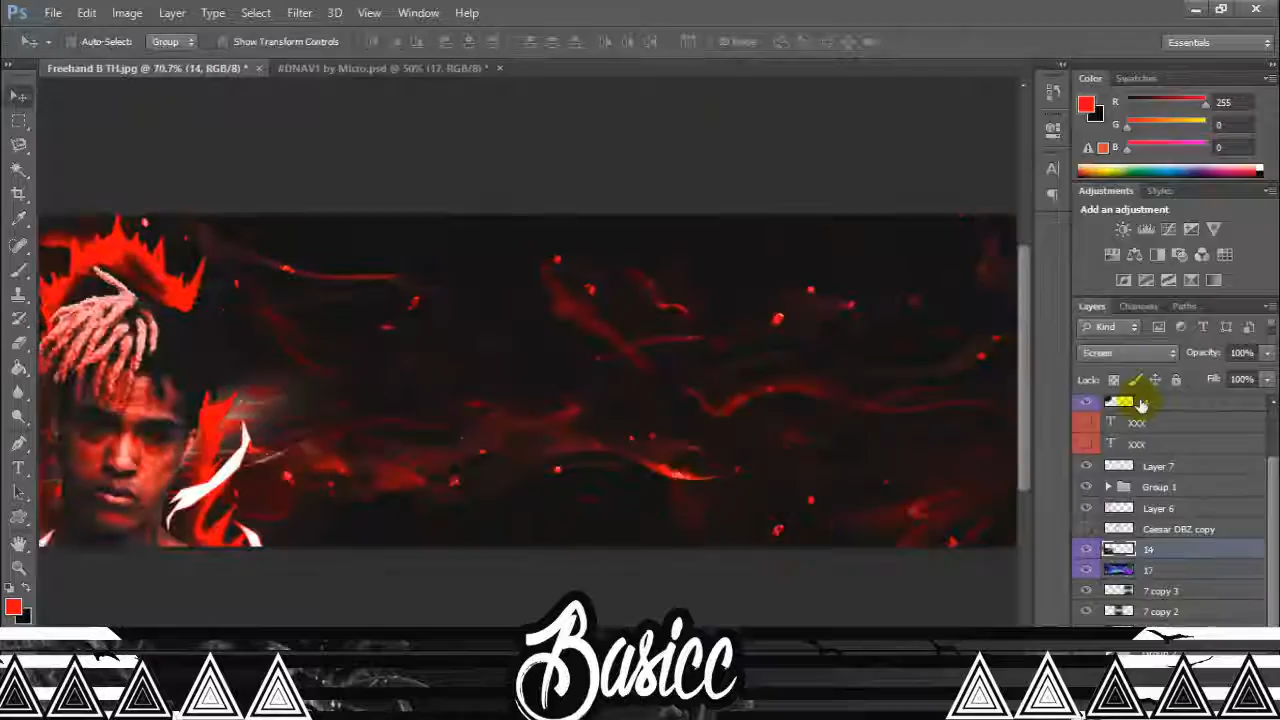 Ps File Edit Image Layer Type Select Filter 3D View Window Help
Auto-Select: Group Show Transform Controls Essentials
Freehand B TH.jpg @ 70.7% (14, RGB/8) * × #DNAV1 by Micro.psd @ 50% (17, RGB/8) * ×
Color Swatches
R 255
G 0
B 0
Adjustments Styles
Add an adjustment
Layers Channels Paths
Kind
Screen Opacity: 100%
Lock: Fill: 100%
T xxx
T xxx
Layer 7
Group 1
Layer 6
Caesar DBZ copy
14
17
7 copy 3
7 copy 2
Basicc